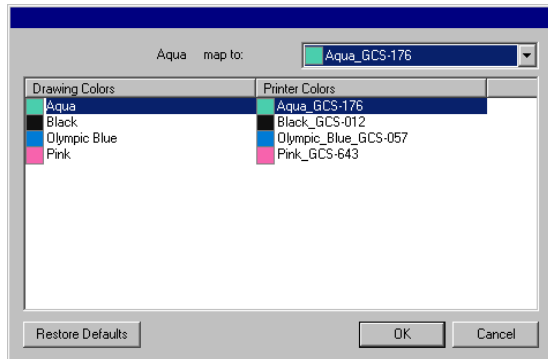 Aqua map to: Aqua_GCS-176
Drawing Colors Printer Colors
Aqua Aqua_GCS-176
Black Black_GCS-012
Olympic Blue Olympic_Blue_GCS-057
Pink Pink_GCS-643
Restore Defaults OK Cancel